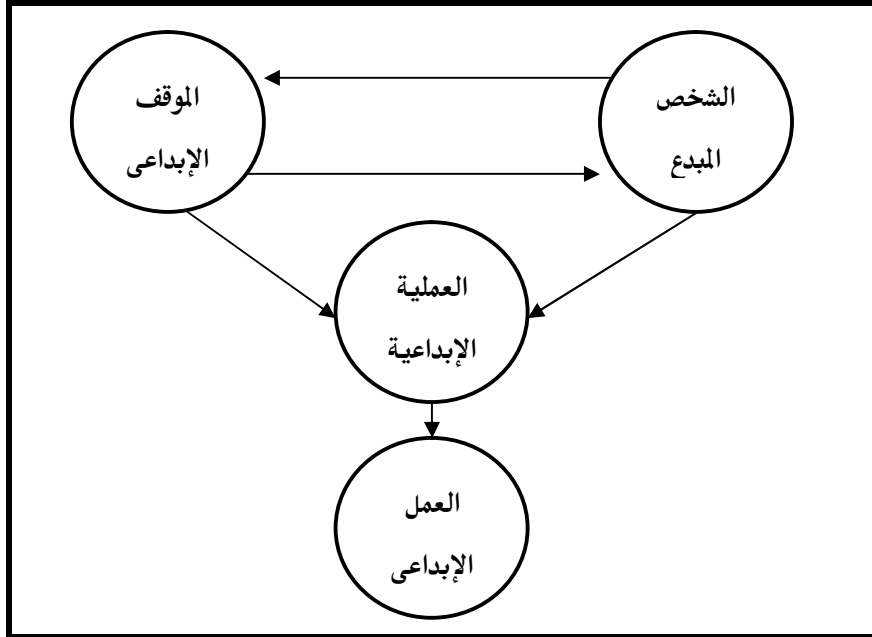 الشخص
المبدع
الموقف
الإبداعى
العملية
الإبداعية
العمل
الإبداعى